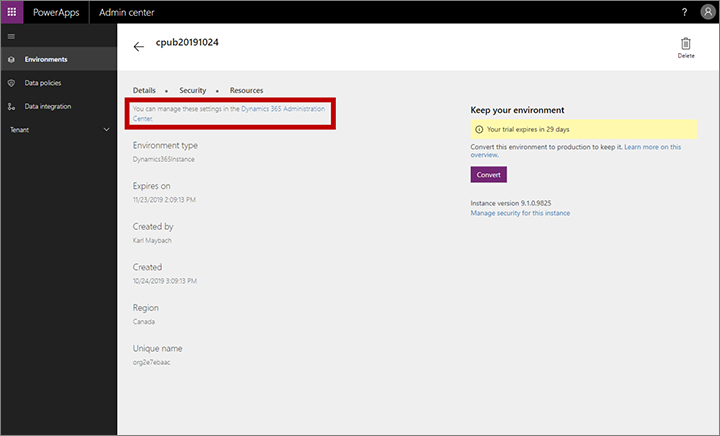 PowerApps Admin center ?
cpub20191024
Delete
Environments
Data policies
Data integration
Tenant
Details • Security • Resources
You can manage these settings in the Dynamics 365 Administration
Center.
Environment type
Dynamics365Instance
Expires on
11/23/2019 2:09:13 PM
Created by
Karl Maybach
Created
10/24/2019 3:09:13 PM
Region
Canada
Unique name
org2e7ebaac
Keep your environment
Your trial expires in 29 days
Convert this environment to production to keep it. Learn more on this
overview.
Convert
Instance version 9.1.0.9825
Manage security for this instance